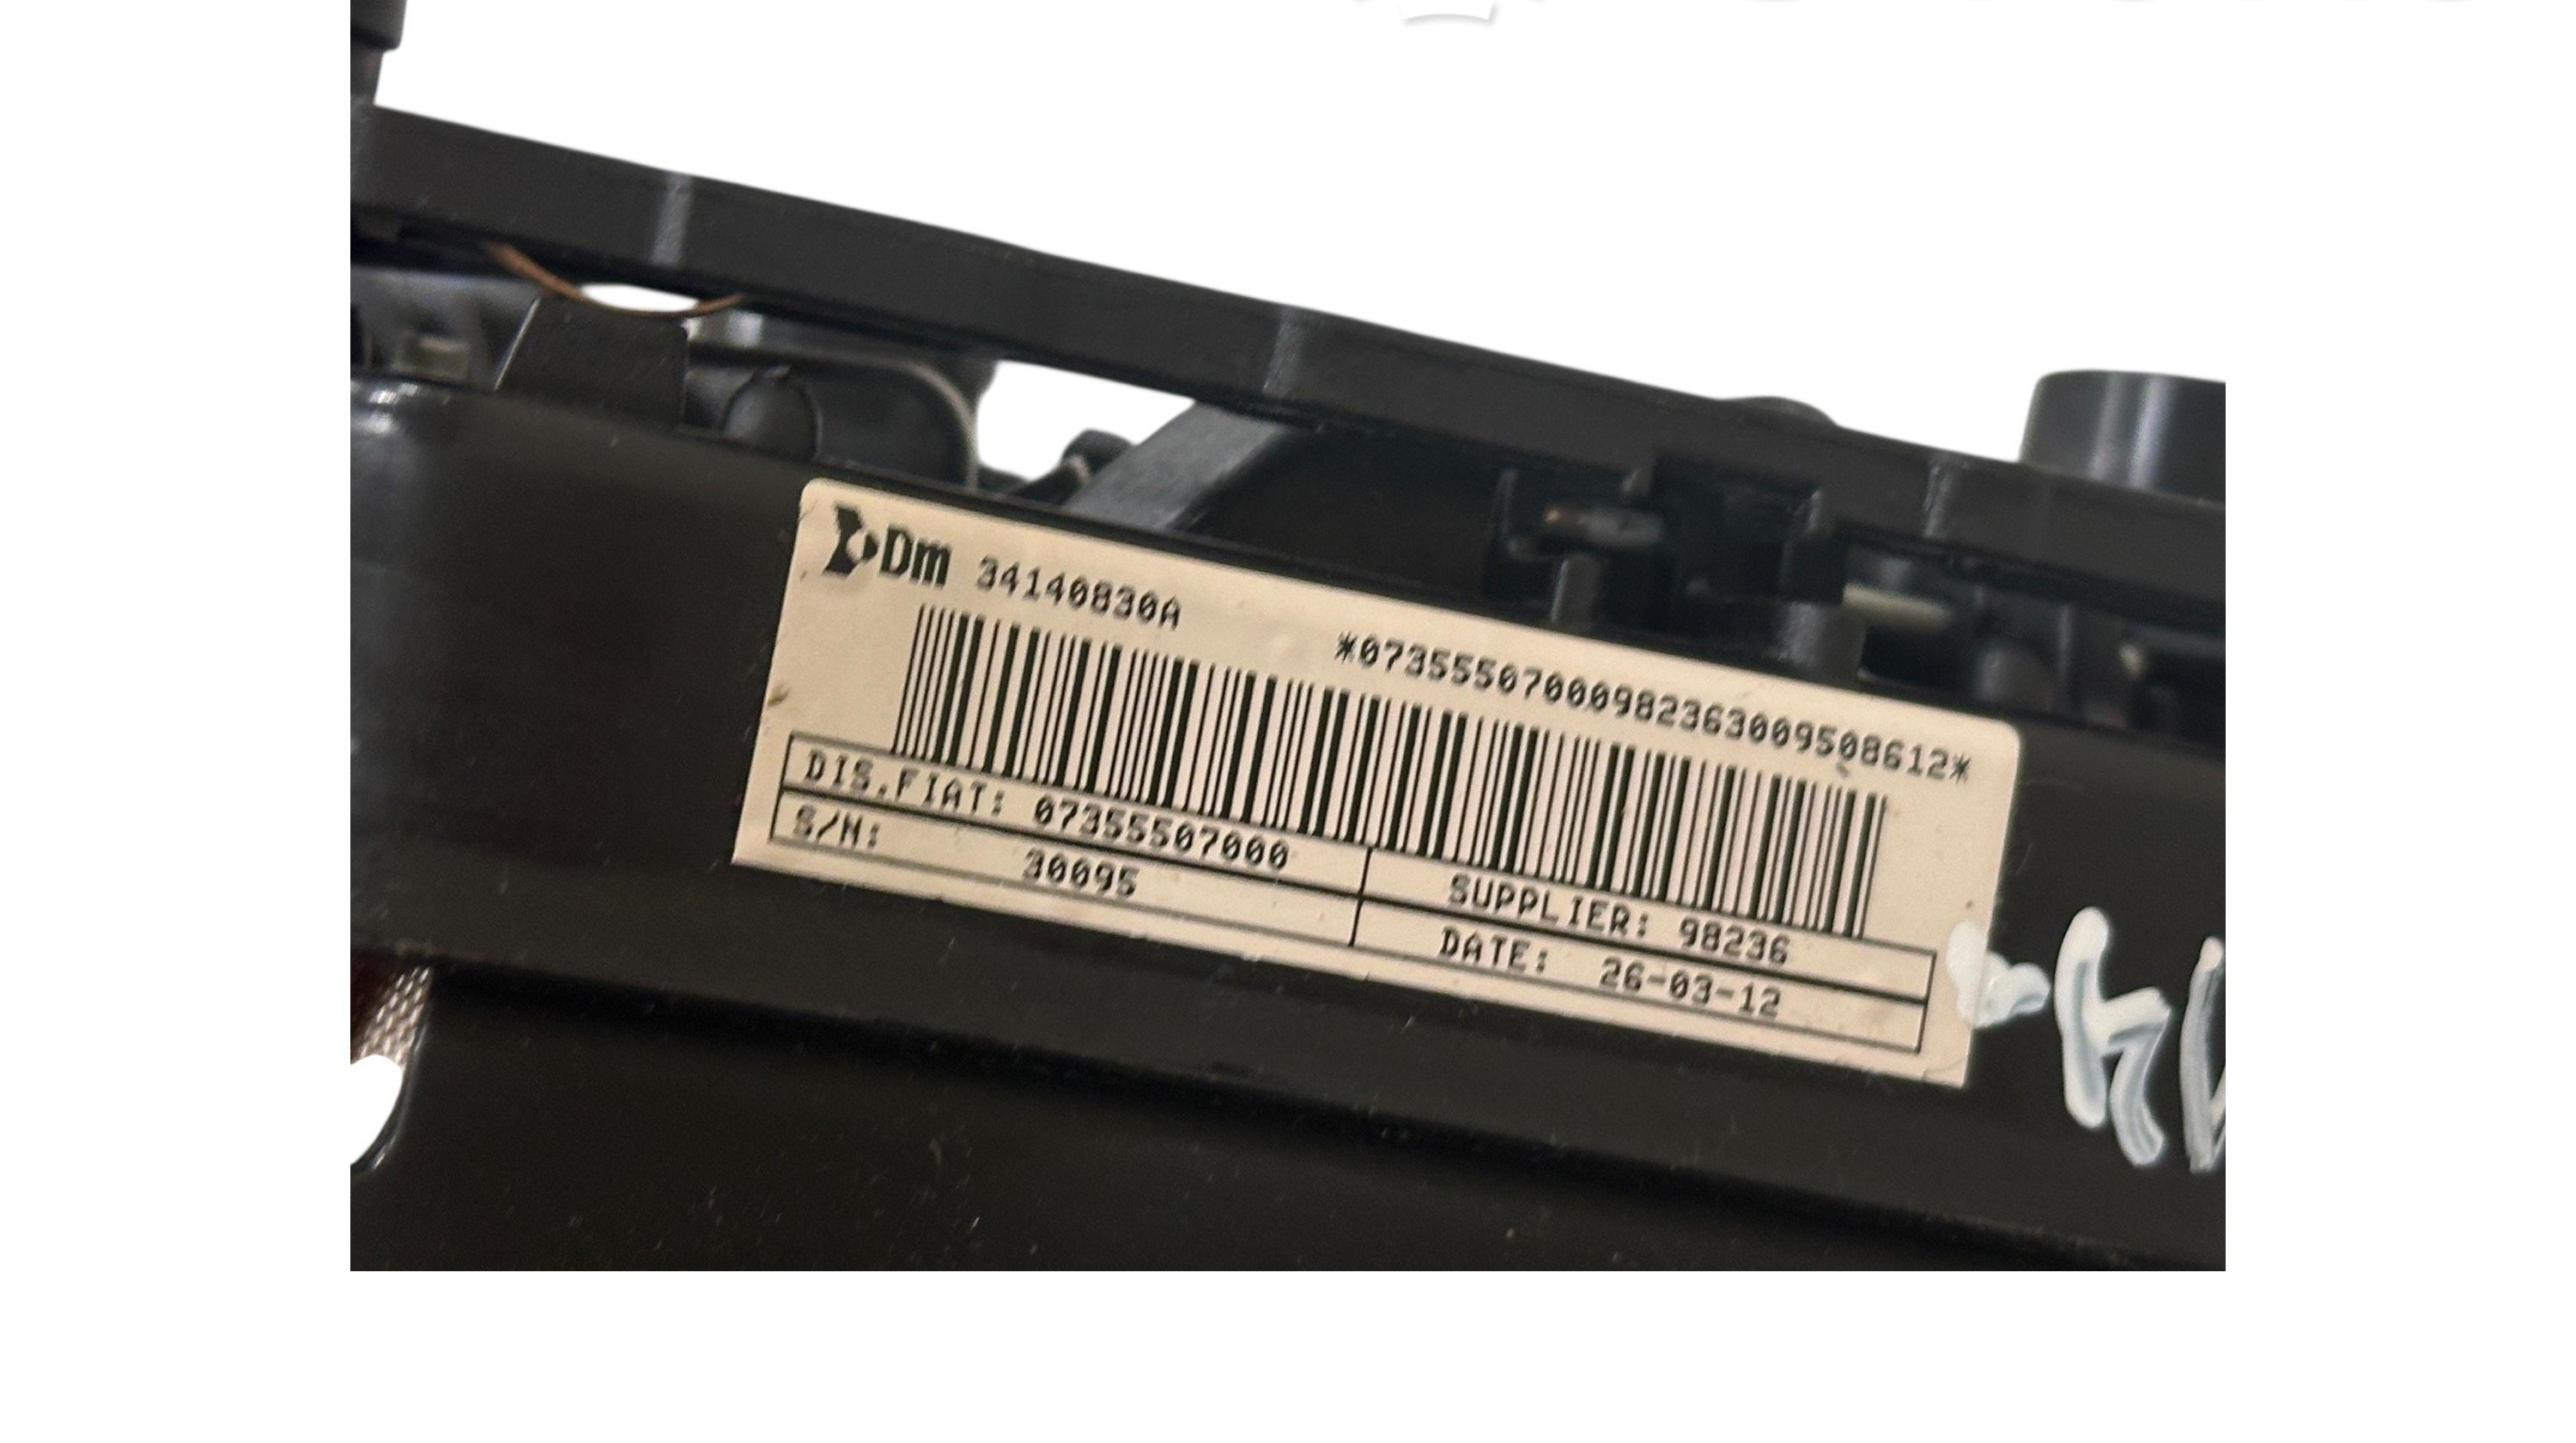 Dm 34140830A
*07355507000982363009508612*
DIS.FIAT: 07355507000
SUPPLIER: 98236
S/N: 30095
DATE: 26-03-12